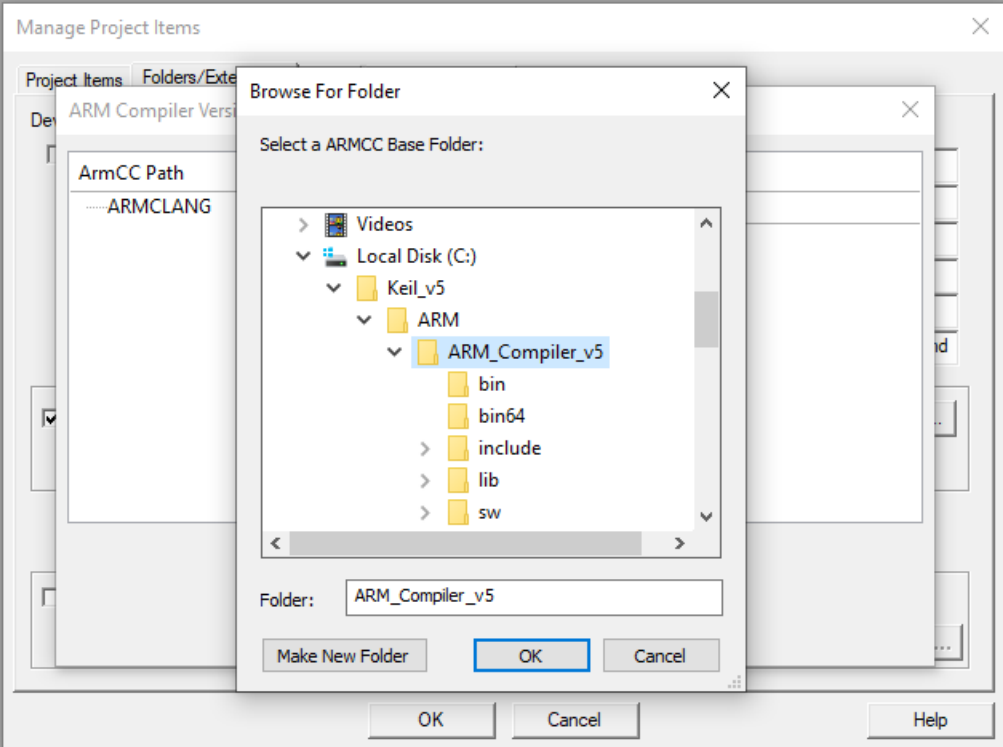 Manage Project Items
Project Items
Folders/Exte
ARM Compiler Versi
ArmCC Path
ARMCLANG
Browse For Folder
Select a ARMCC Base Folder:
Videos
Local Disk (C:)
Keil_v5
ARM
ARM_Compiler_v5
bin
bin64
include
lib
sw
Folder:
ARM_Compiler_v5
Make New Folder
OK
Cancel
OK
Cancel
Help